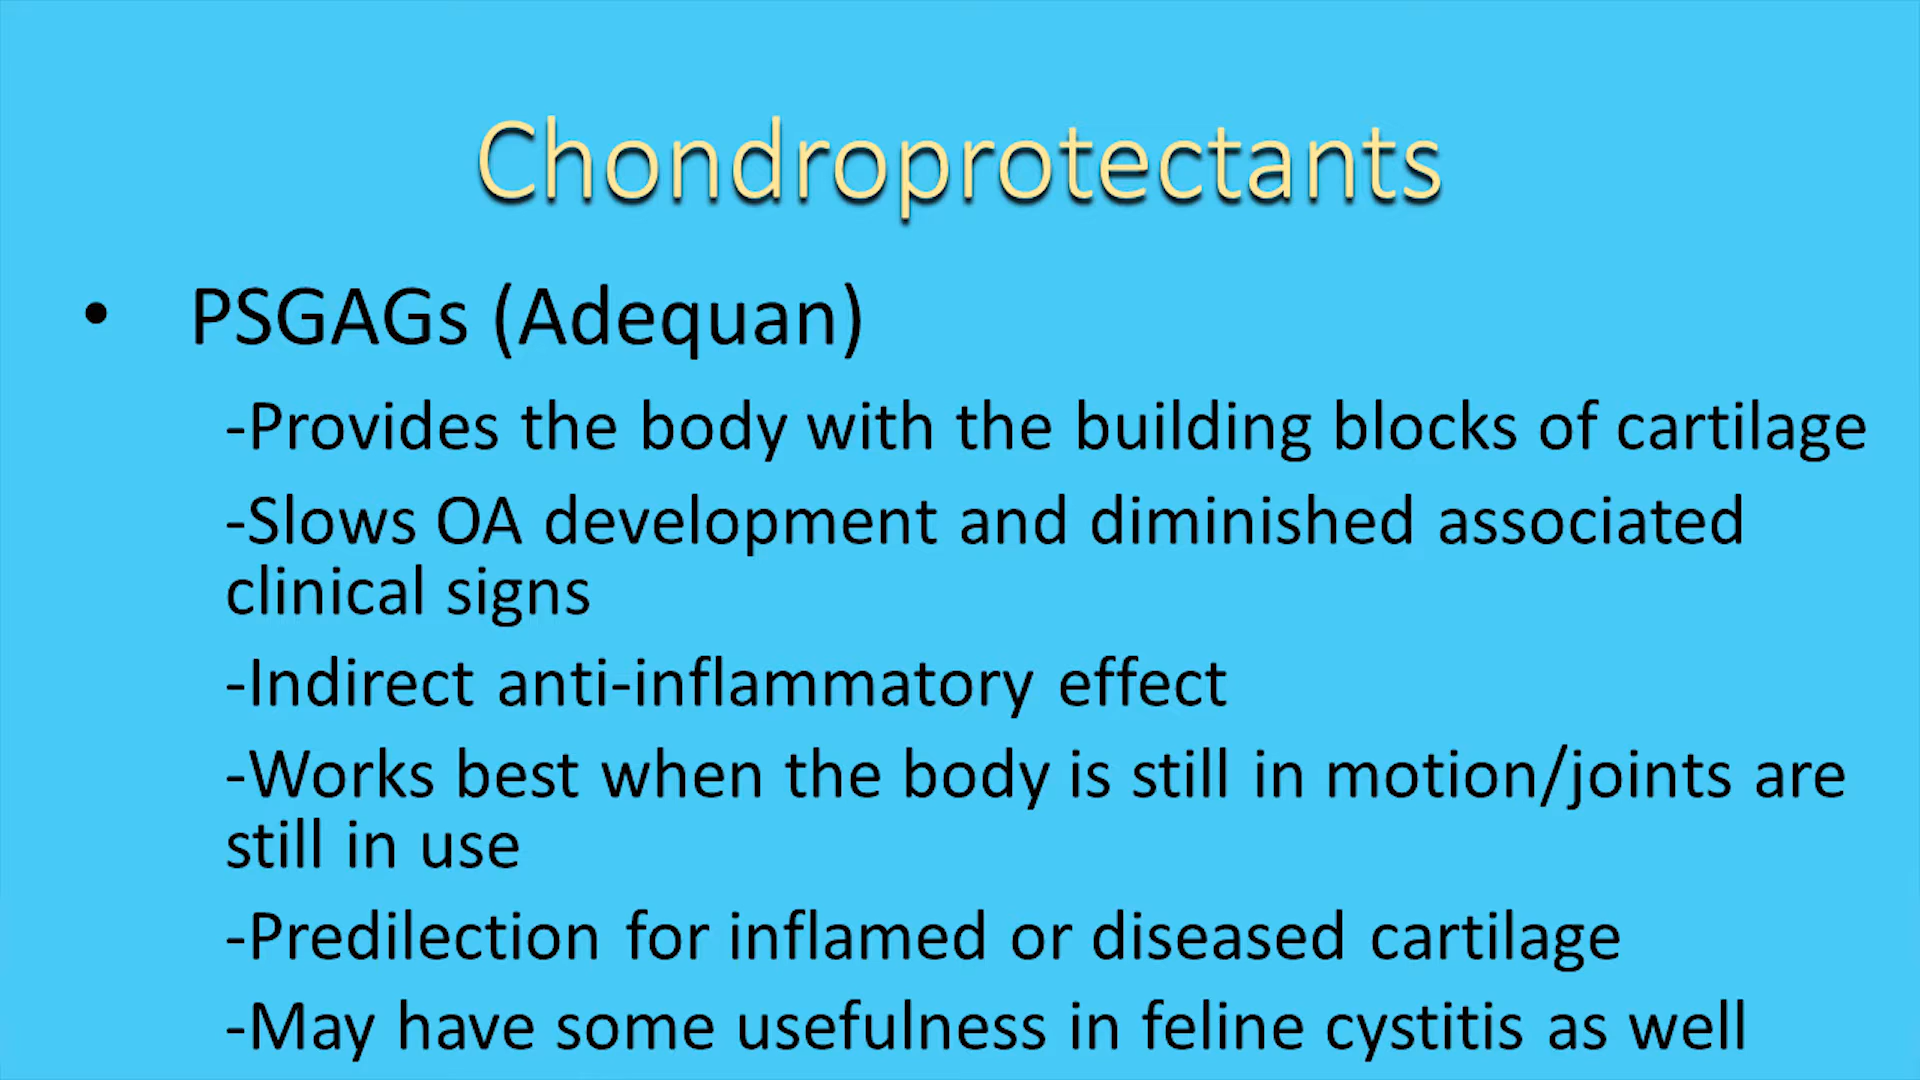 Chondroprotectants
• PSGAGs (Adequan)
-Provides the body with the building blocks of cartilage
-Slows OA development and diminished associated
clinical signs
-Indirect anti-inflammatory effect
-Works best when the body is still in motion/joints are
still in use
-Predilection for inflamed or diseased cartilage
-May have some usefulness in feline cystitis as well